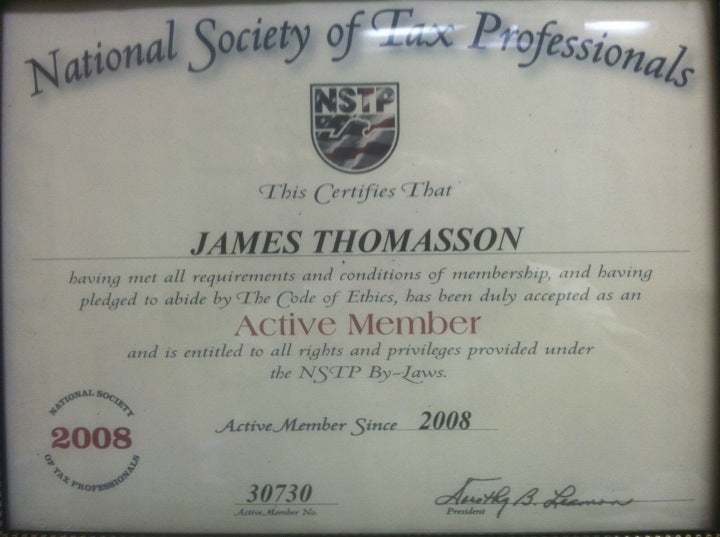 National Society of Tax Professionals
NSTP
This Certifies That
JAMES THOMASSON
having met all requirements and conditions of membership, and having
pledged to abide by The Code of Ethics, has been duly accepted as an
Active Member
and is entitled to all rights and privileges provided under
the NSTP By-Laws.
Active Member Since 2008
NATIONAL SOCIETY
2008
OF TAX PROFESSIONALS
30730
Active Member No.
Dorothy B. Leamon
President